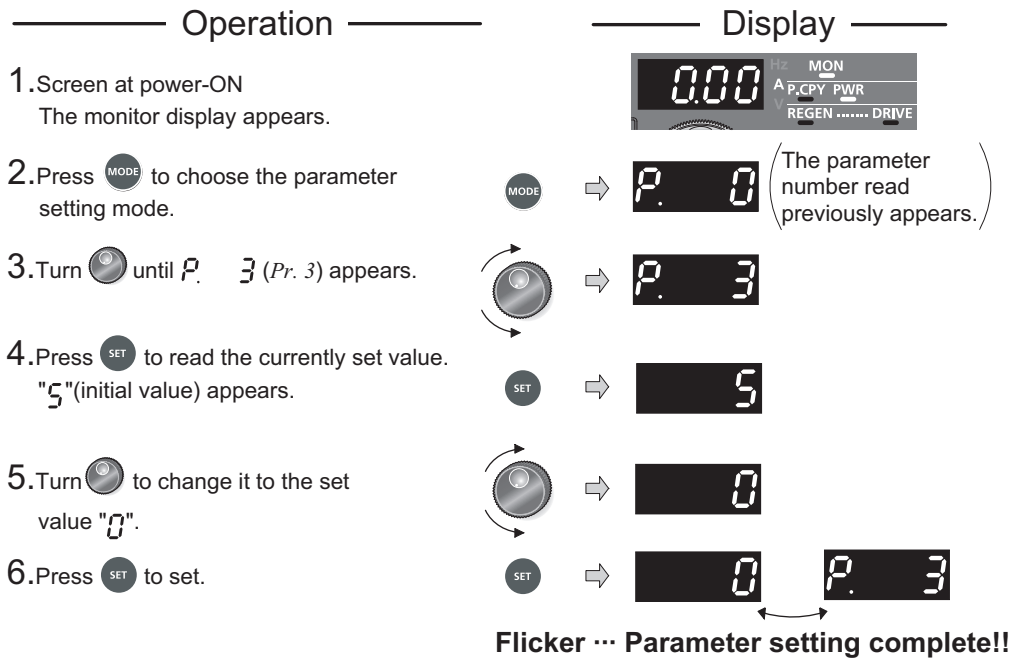 Operation
Display
1.Screen at power-ON
The monitor display appears.
0.00
Hz MON
A P.CPY PWR
V
REGEN ······· DRIVE
2.Press MODE to choose the parameter
setting mode.
MODE
P. 0
The parameter
number read
previously appears.
3.Turn until P. 3 (Pr. 3) appears.
P. 3
4.Press SET to read the currently set value.
"5"(initial value) appears.
SET
5
5.Turn to change it to the set
value "0".
0
6.Press SET to set.
SET
0
P. 3
Flicker ··· Parameter setting complete!!